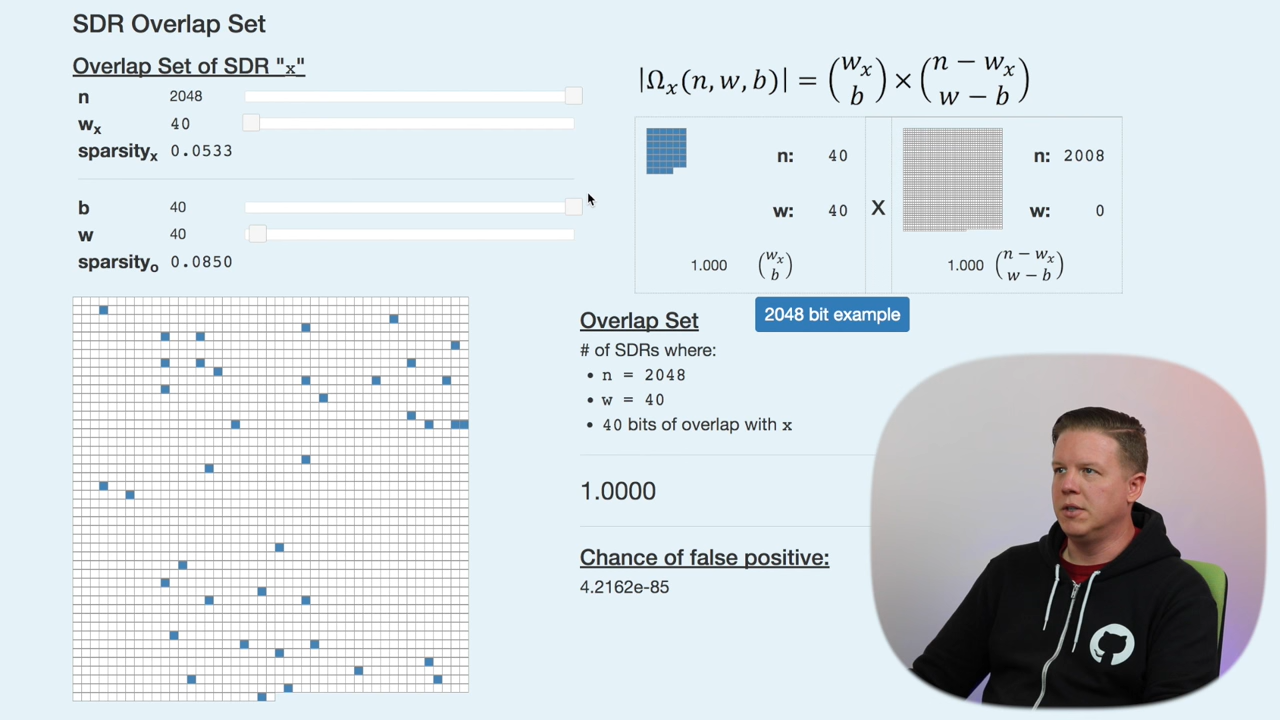 SDR Overlap Set
Overlap Set of SDR "x"
n 2048
wx 40
sparsityx 0.0533
b 40
w 40
sparsityo 0.0850
|Ωx(n, w, b)| = (wx b) × (n − wx w − b)
n: 40
w: 40
1.000 (wx b)
X
n: 2008
w: 0
1.000 (n − wx w − b)
2048 bit example
Overlap Set
# of SDRs where:
• n = 2048
• w = 40
• 40 bits of overlap with x
1.0000
Chance of false positive:
4.2162e-85